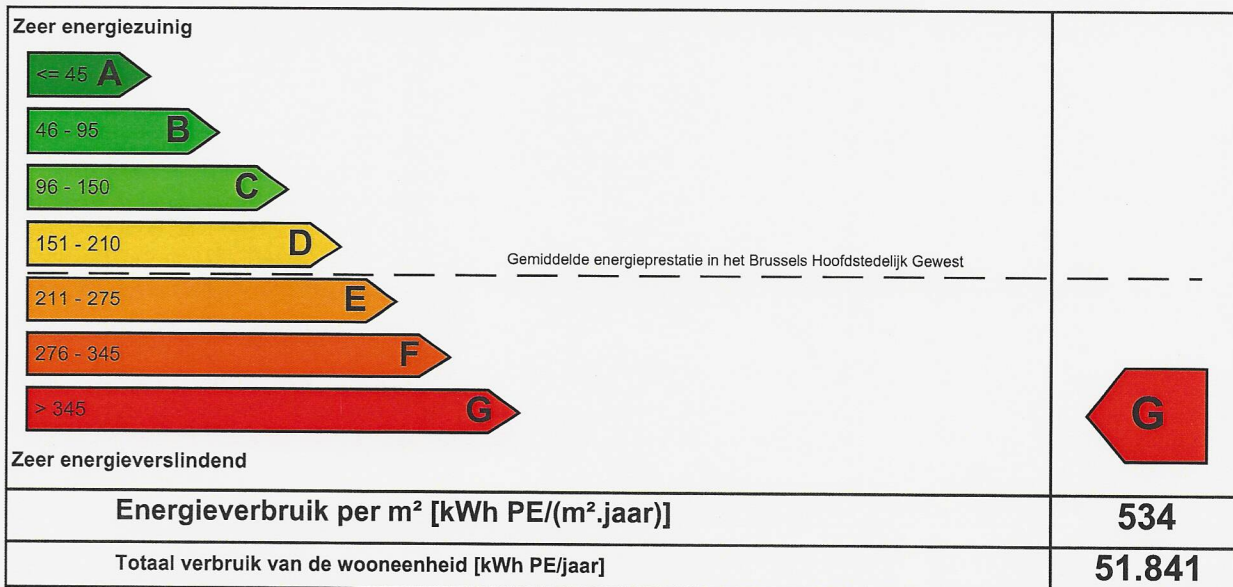 Zeer energiezuinig
<= 45 A
46 - 95 B
96 - 150 C
151 - 210 D
Gemiddelde energieprestatie in het Brussels Hoofdstedelijk Gewest
211 - 275 E
276 - 345 F
> 345 G
G
Zeer energieverslindend
Energieverbruik per m² [kWh PE/(m².jaar)] 534
Totaal verbruik van de wooneenheid [kWh PE/jaar] 51.841